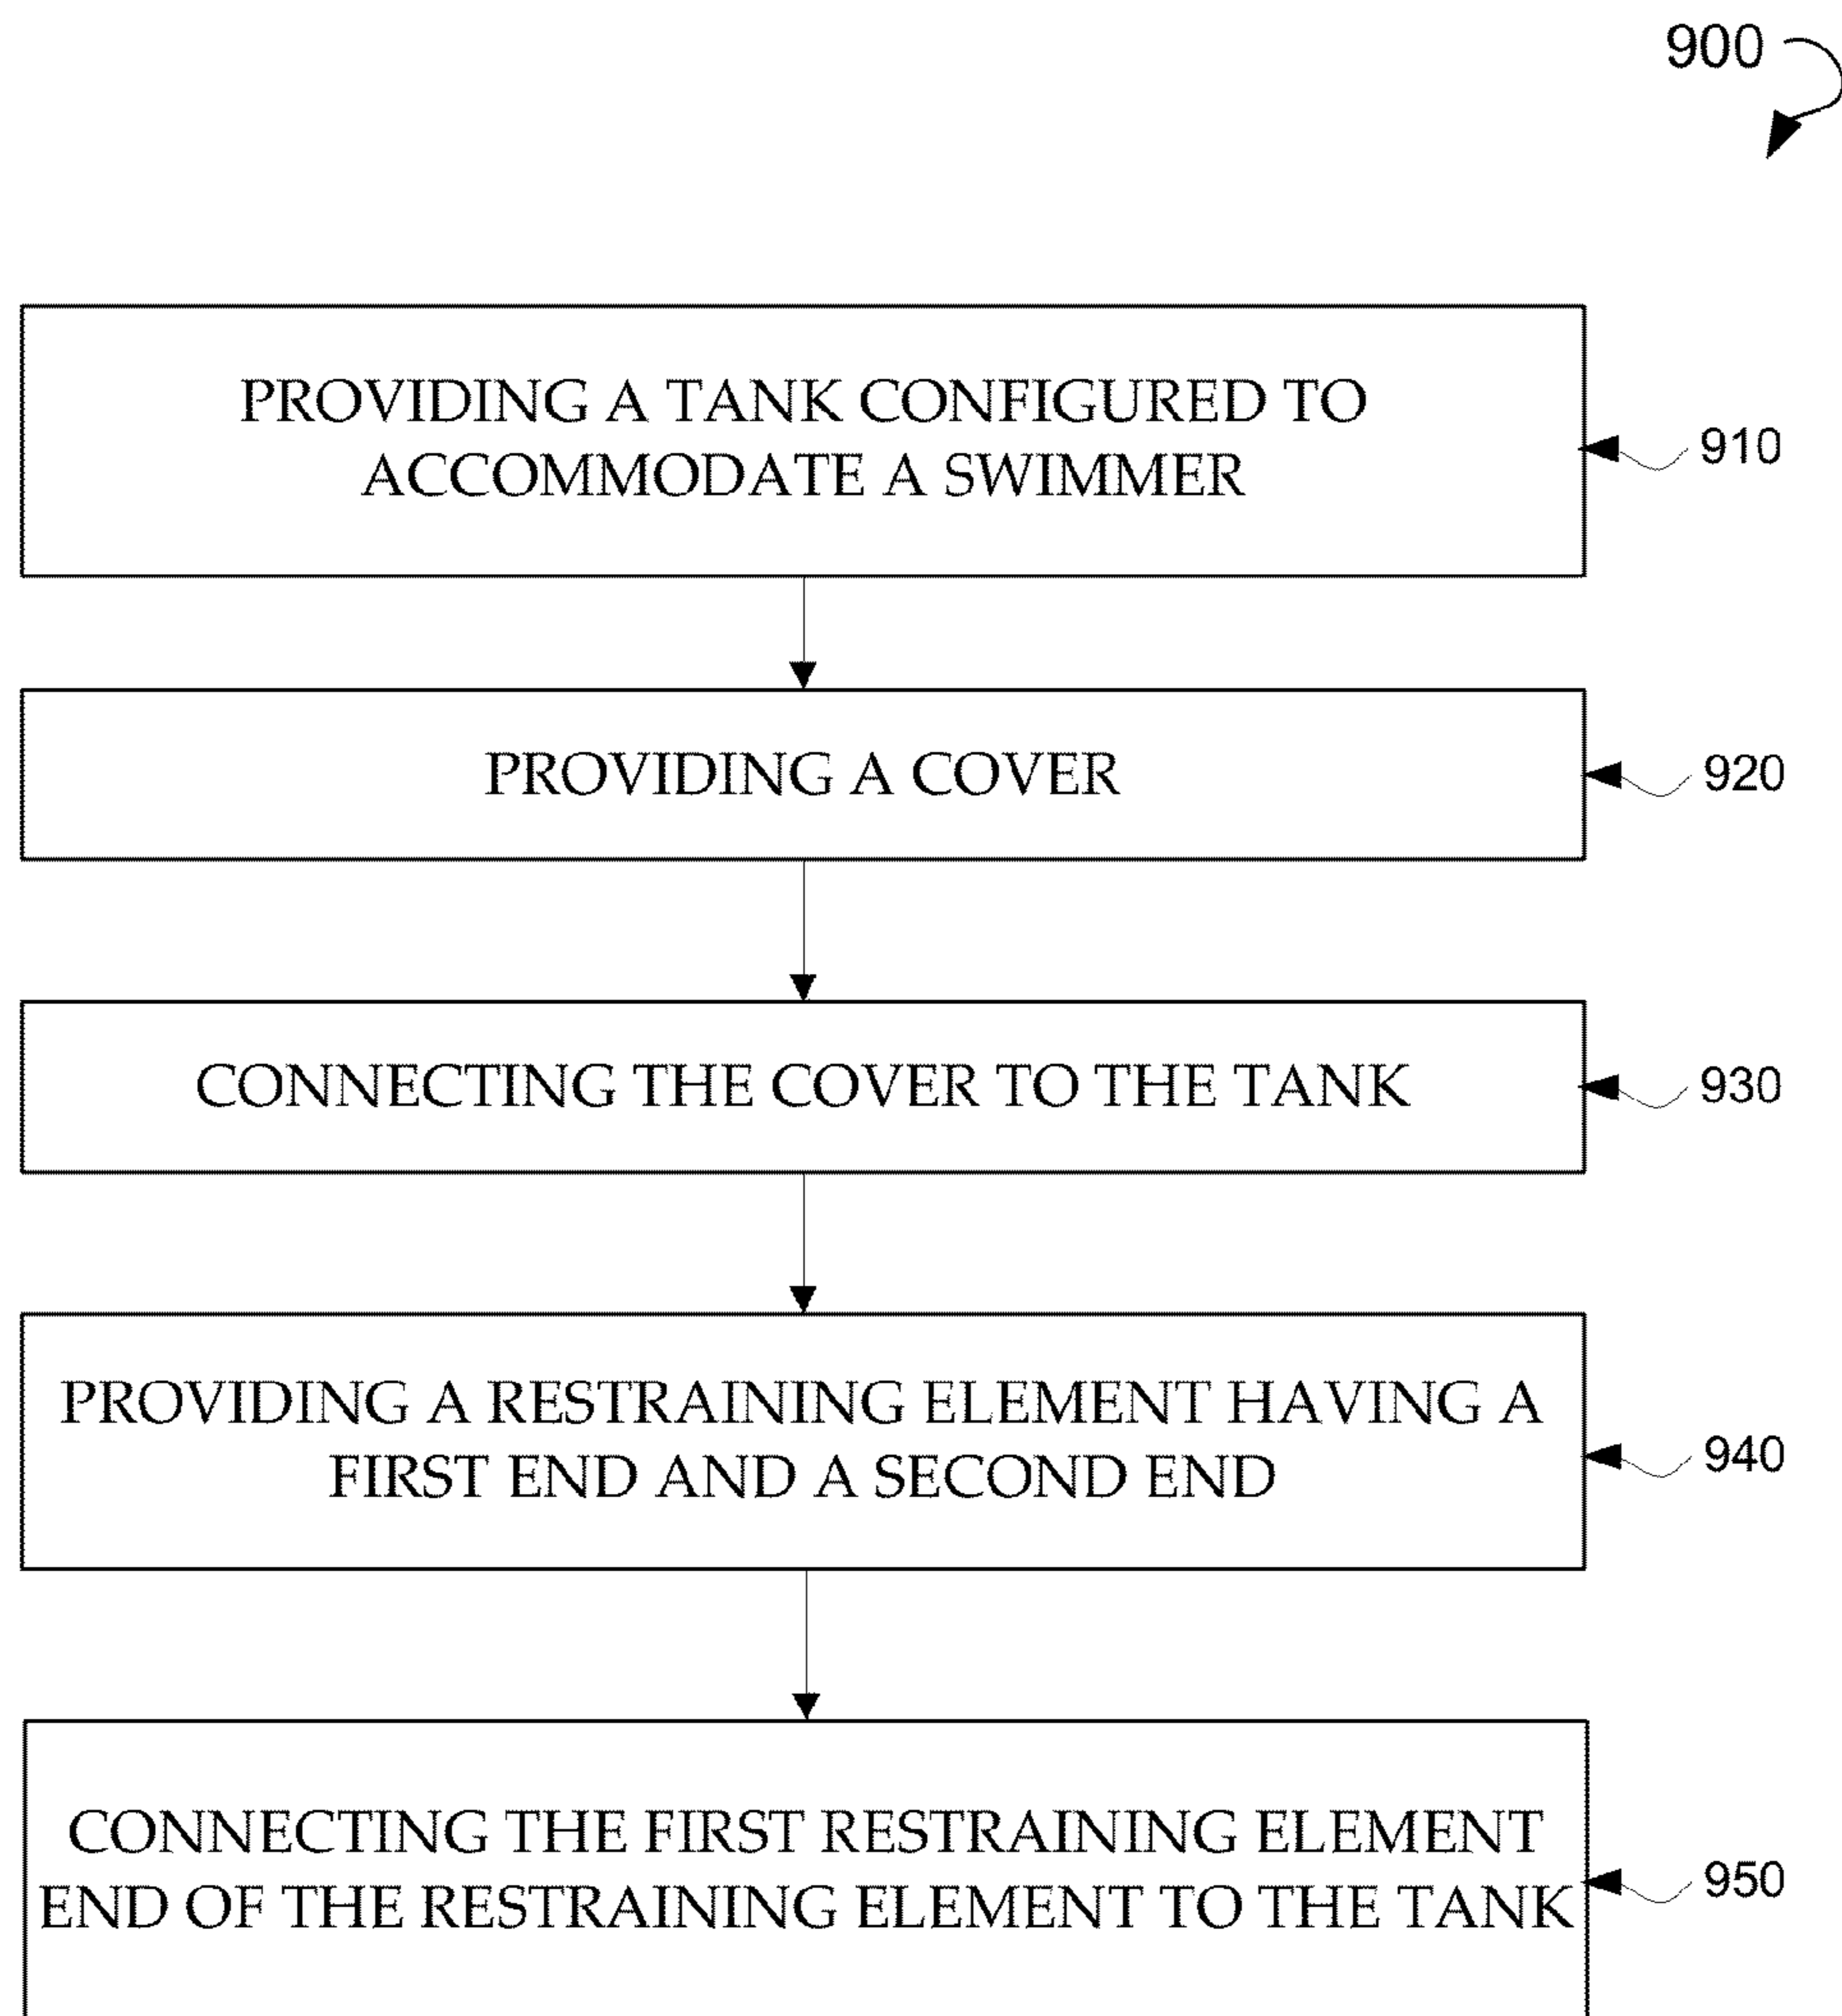 900
PROVIDING A TANK CONFIGURED TO
ACCOMMODATE A SWIMMER
910
PROVIDING A COVER
920
CONNECTING THE COVER TO THE TANK
930
PROVIDING A RESTRAINING ELEMENT HAVING A
FIRST END AND A SECOND END
940
CONNECTING THE FIRST RESTRAINING ELEMENT
END OF THE RESTRAINING ELEMENT TO THE TANK
950